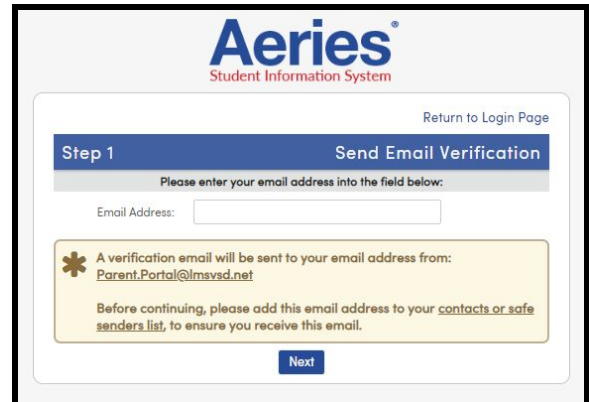 Aeries®
Student Information System
Return to Login Page
Step 1 Send Email Verification
Please enter your email address into the field below:
Email Address:
A verification email will be sent to your email address from:
Parent.Portal@lmsvsd.net
Before continuing, please add this email address to your contacts or safe
senders list, to ensure you receive this email.
Next